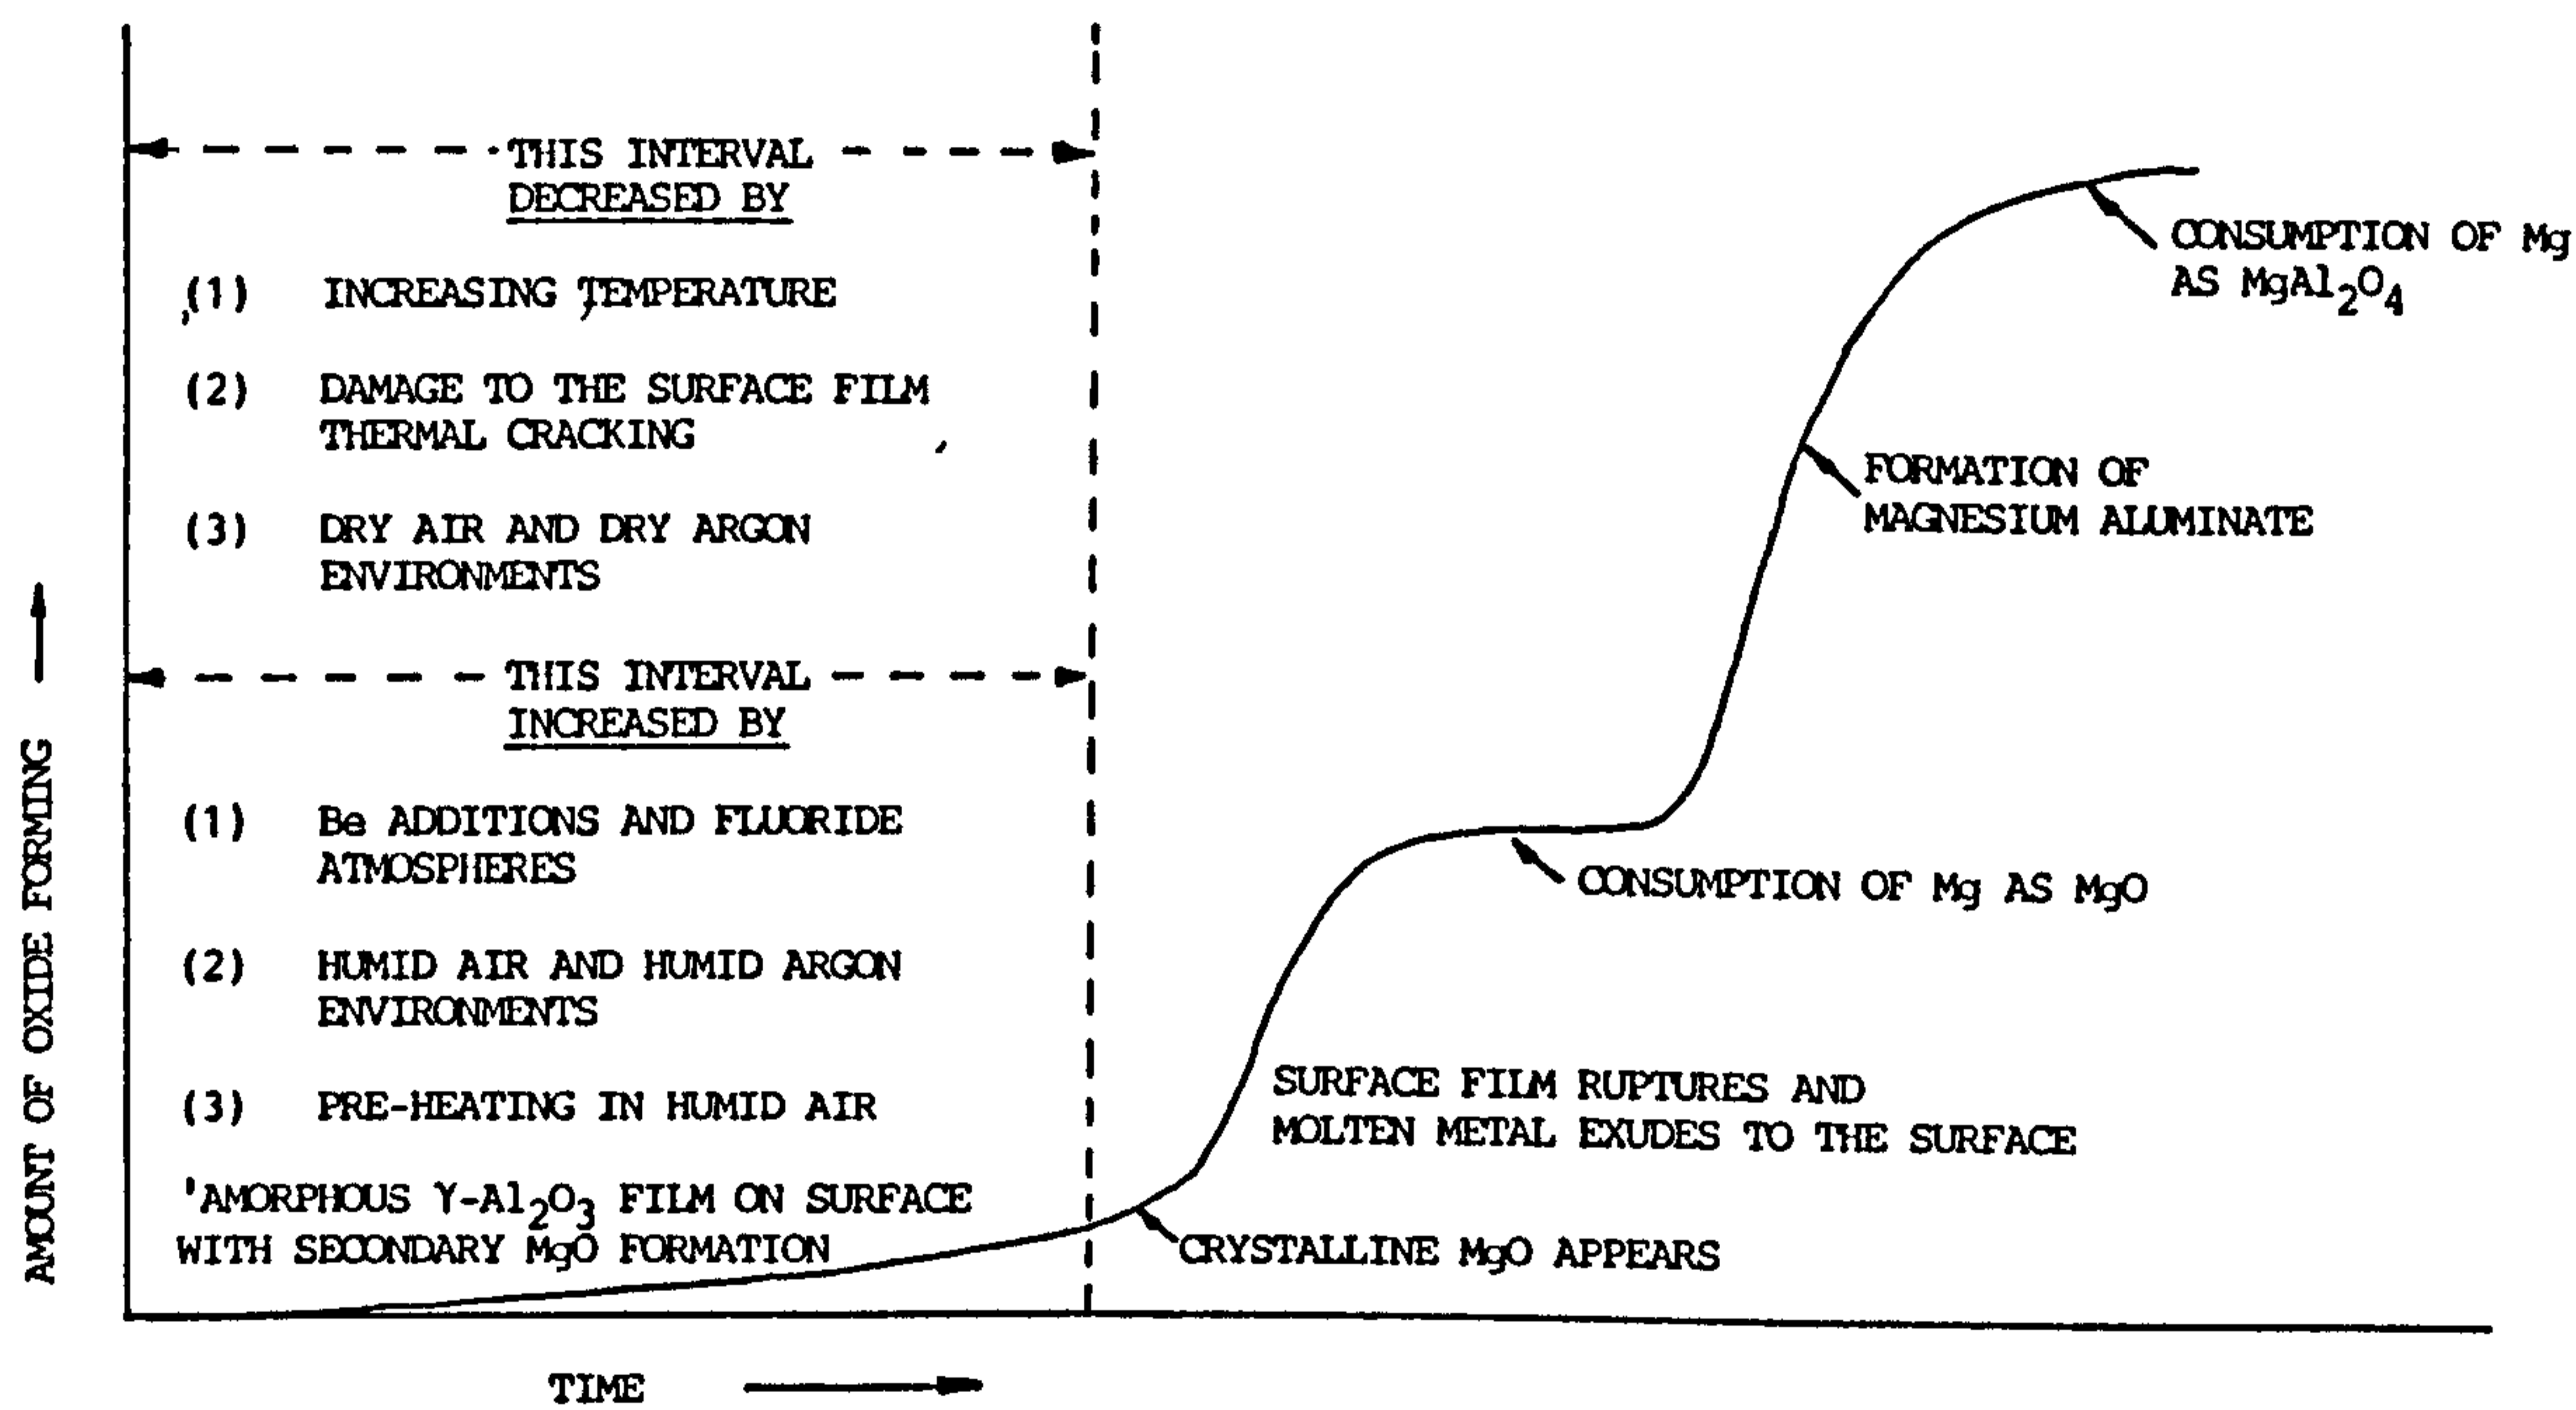 THIS INTERVAL
DECREASED BY
(1) INCREASING TEMPERATURE
(2) DAMAGE TO THE SURFACE FILM
THERMAL CRACKING
(3) DRY AIR AND DRY ARGON
ENVIRONMENTS
THIS INTERVAL
INCREASED BY
(1) Be ADDITIONS AND FLUORIDE
ATMOSPHERES
(2) HUMID AIR AND HUMID ARGON
ENVIRONMENTS
(3) PRE-HEATING IN HUMID AIR
'AMORPHOUS γ-Al₂O₃ FILM ON SURFACE
WITH SECONDARY MgO FORMATION
CONSUMPTION OF Mg
AS MgAl₂O₄
FORMATION OF
MAGNESIUM ALUMINATE
CONSUMPTION OF Mg AS MgO
SURFACE FILM RUPTURES AND
MOLTEN METAL EXUDES TO THE SURFACE
CRYSTALLINE MgO APPEARS
AMOUNT OF OXIDE FORMING
TIME